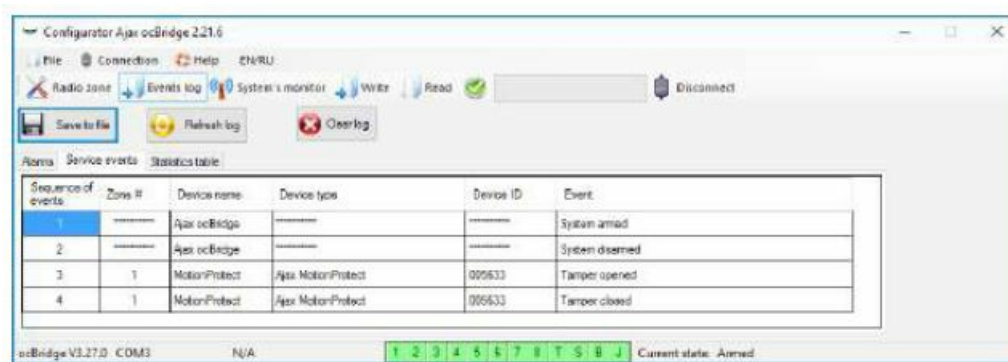 Configurator Ajax ocBridge 2.21.6
File Connection Help EN/RU
Radio zone Events log System's monitor Write Read Disconnect
Save to file Refresh log Clear log
Alarms Service events Statistics table
Sequence of events Zone # Device name Device type Device ID Event
1 ********** Ajax ocBridge ********** ********** System armed
2 ********** Ajax ocBridge ********** ********** System disarmed
3 1 MotionProtect Ajax MotionProtect 005633 Tamper opened
4 1 MotionProtect Ajax MotionProtect 005633 Tamper closed
ocBridge V3.27.0 COM3 N/A 1 2 3 4 5 6 7 8 T S B J Current state: Armed